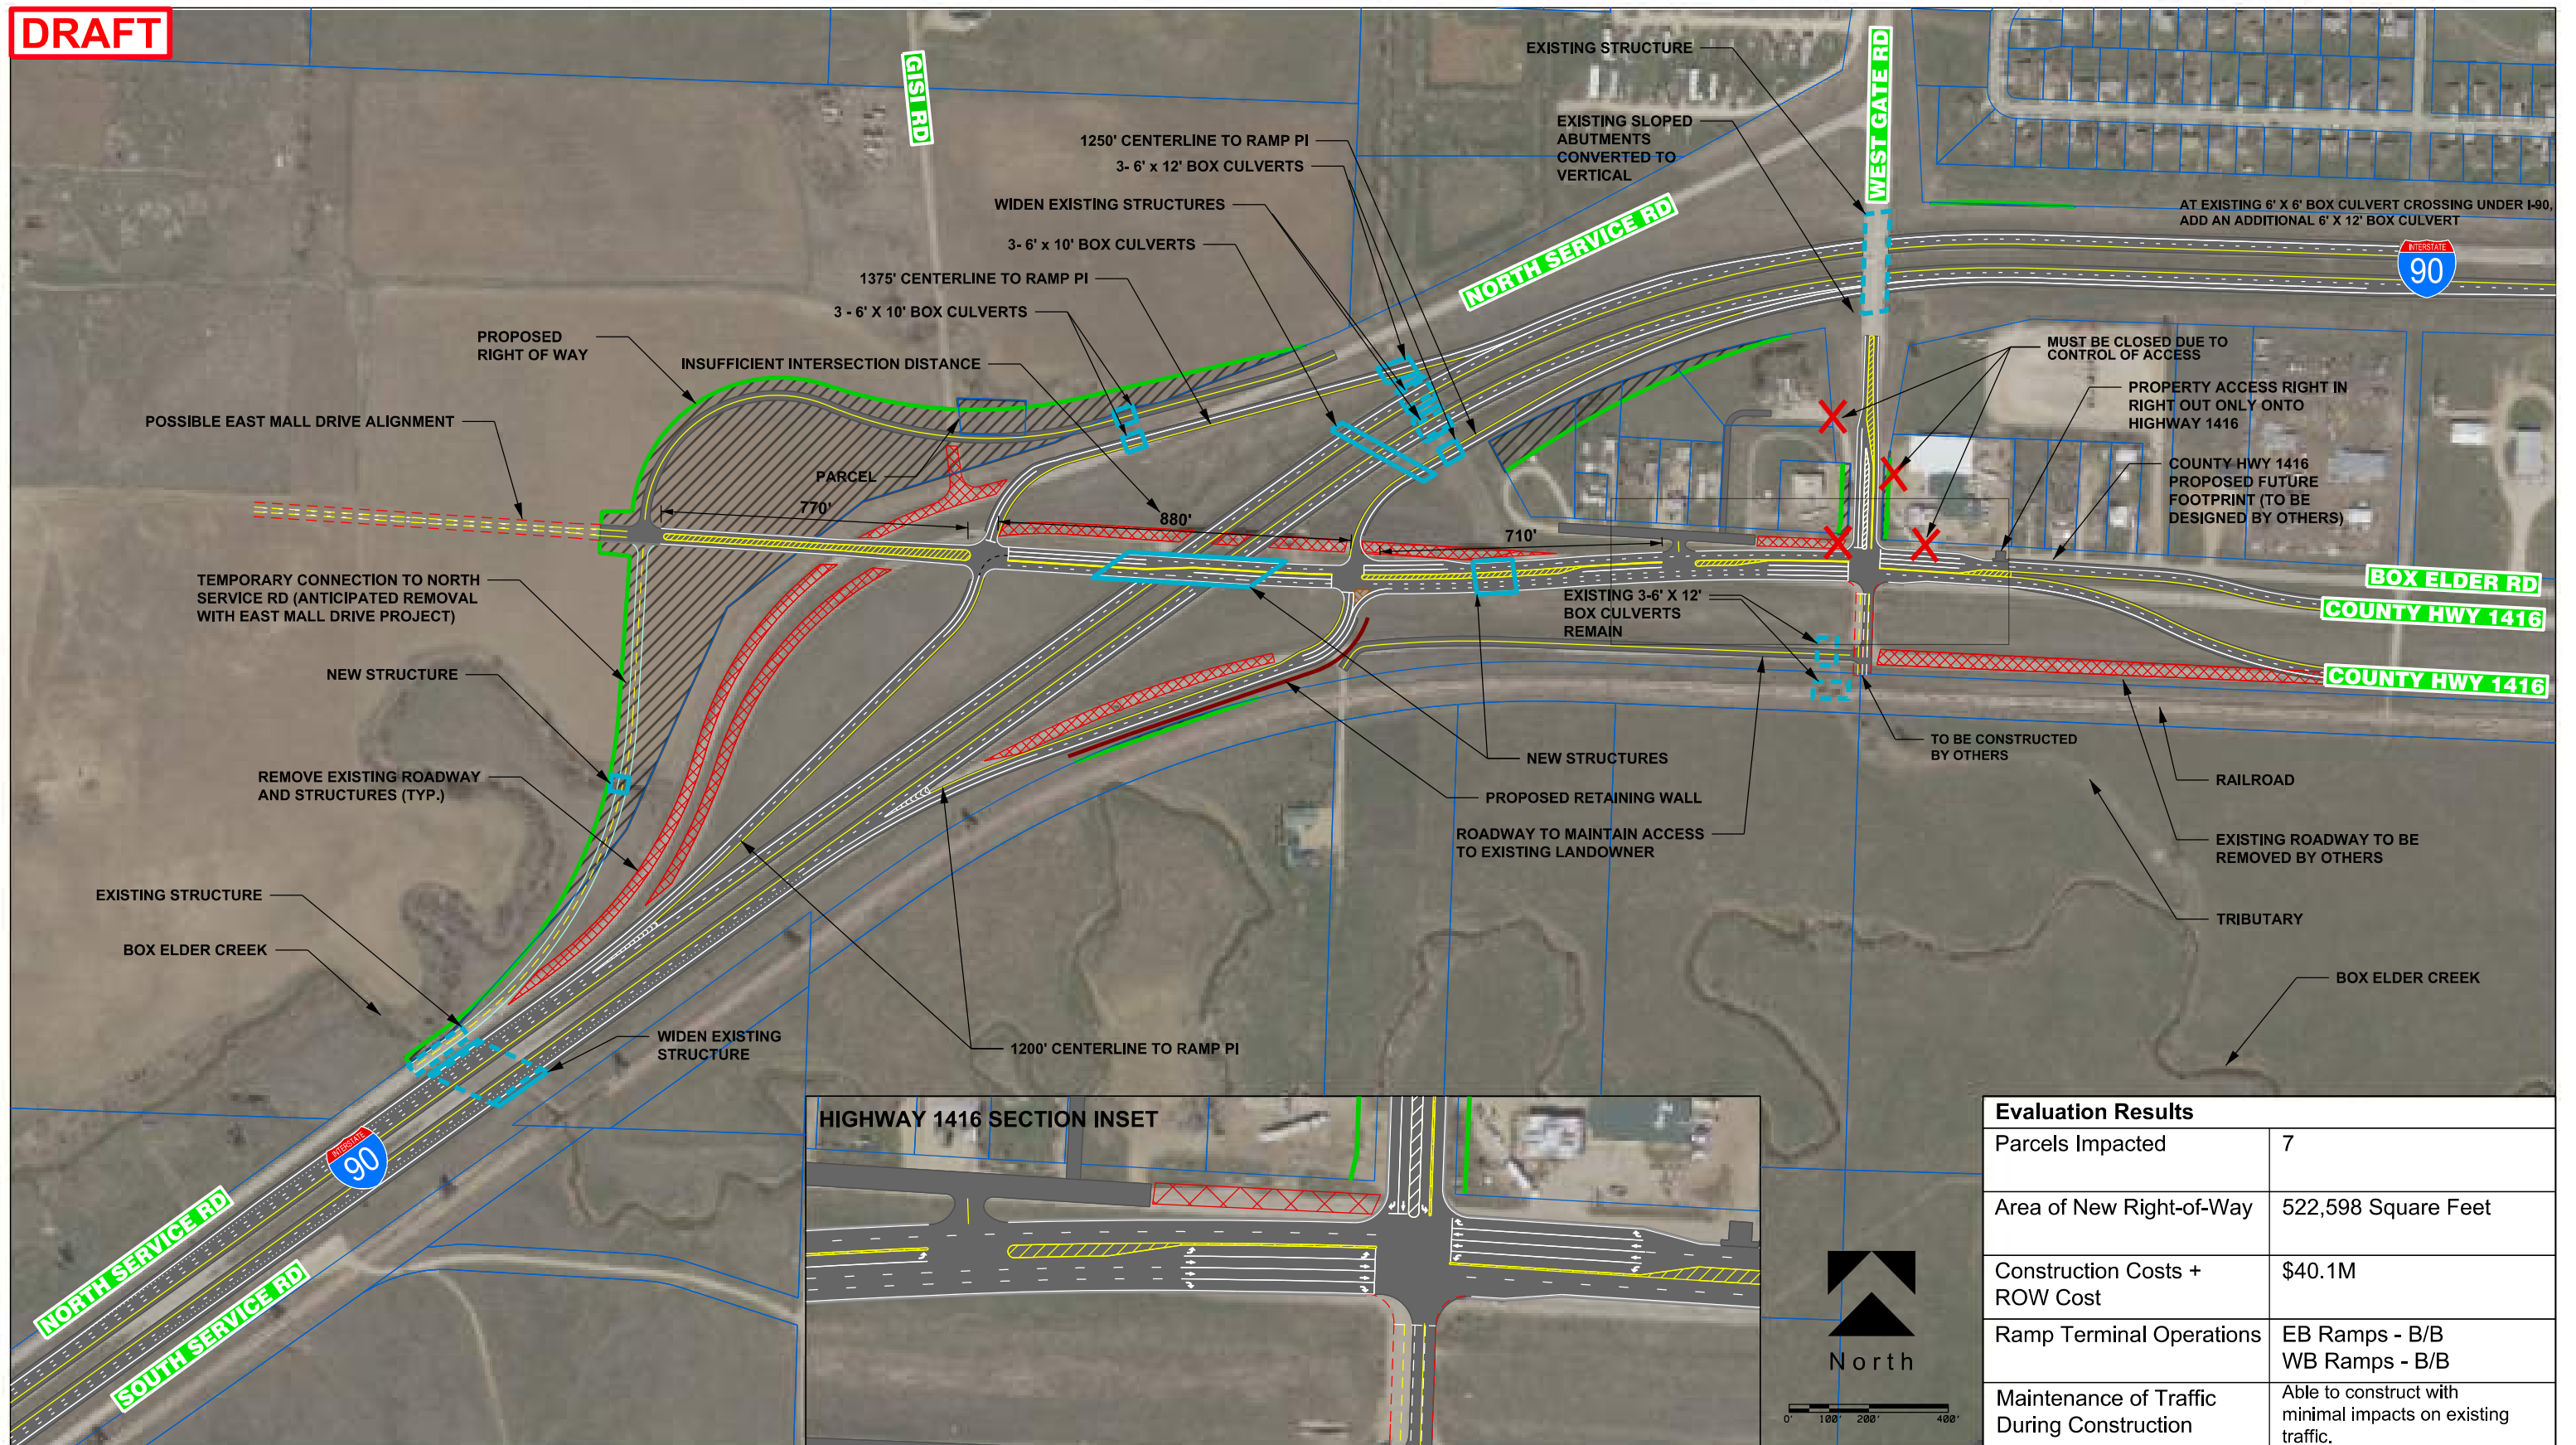 DRAFT
GISI RD
WEST GATE RD
EXISTING STRUCTURE
EXISTING SLOPED
ABUTMENTS
CONVERTED TO
VERTICAL
1250' CENTERLINE TO RAMP PI
3- 6' x 12' BOX CULVERTS
WIDEN EXISTING STRUCTURES
3- 6' x 10' BOX CULVERTS
1375' CENTERLINE TO RAMP PI
3 - 6' X 10' BOX CULVERTS
NORTH SERVICE RD
AT EXISTING 6' X 6' BOX CULVERT CROSSING UNDER I-90,
ADD AN ADDITIONAL 6' X 12' BOX CULVERT
INTERSTATE
90
PROPOSED
RIGHT OF WAY
INSUFFICIENT INTERSECTION DISTANCE
MUST BE CLOSED DUE TO
CONTROL OF ACCESS
PROPERTY ACCESS RIGHT IN
RIGHT OUT ONLY ONTO
HIGHWAY 1416
POSSIBLE EAST MALL DRIVE ALIGNMENT
PARCEL
COUNTY HWY 1416
PROPOSED FUTURE
FOOTPRINT (TO BE
DESIGNED BY OTHERS)
770'
880'
710'
TEMPORARY CONNECTION TO NORTH
SERVICE RD (ANTICIPATED REMOVAL
WITH EAST MALL DRIVE PROJECT)
EXISTING 3-6' X 12'
BOX CULVERTS
REMAIN
BOX ELDER RD
COUNTY HWY 1416
COUNTY HWY 1416
NEW STRUCTURE
NEW STRUCTURES
TO BE CONSTRUCTED
BY OTHERS
RAILROAD
REMOVE EXISTING ROADWAY
AND STRUCTURES (TYP.)
PROPOSED RETAINING WALL
ROADWAY TO MAINTAIN ACCESS
TO EXISTING LANDOWNER
EXISTING ROADWAY TO BE
REMOVED BY OTHERS
EXISTING STRUCTURE
TRIBUTARY
BOX ELDER CREEK
BOX ELDER CREEK
WIDEN EXISTING
STRUCTURE
1200' CENTERLINE TO RAMP PI
INTERSTATE
90
NORTH SERVICE RD
SOUTH SERVICE RD
HIGHWAY 1416 SECTION INSET
North
0' 100' 200' 400'
Evaluation Results
Parcels Impacted 7
Area of New Right-of-Way 522,598 Square Feet
Construction Costs + $40.1M
ROW Cost
Ramp Terminal Operations EB Ramps - B/B
WB Ramps - B/B
Maintenance of Traffic Able to construct with
During Construction minimal impacts on existing
traffic.